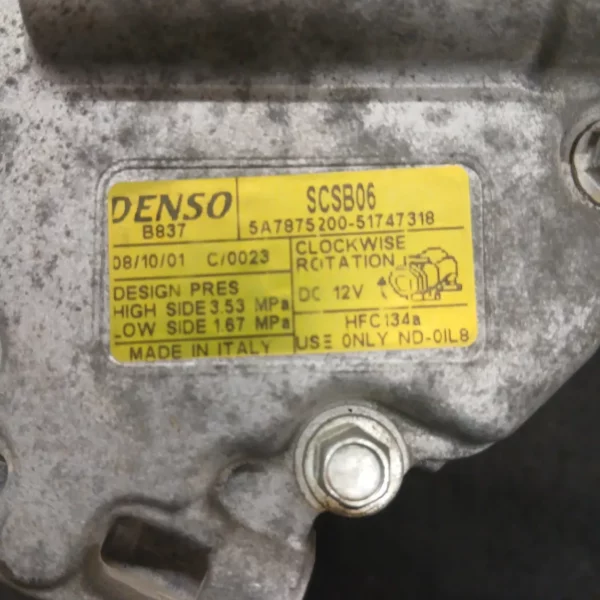 DENSO
B837
SCSB06
5A7875200-51747318
08/10/01 C/0023
CLOCKWISE
ROTATION
DC 12V
DESIGN PRES
HIGH SIDE 3.53 MPa
LOW SIDE 1.67 MPa
HFC134a
MADE IN ITALY
USE ONLY ND-OIL8